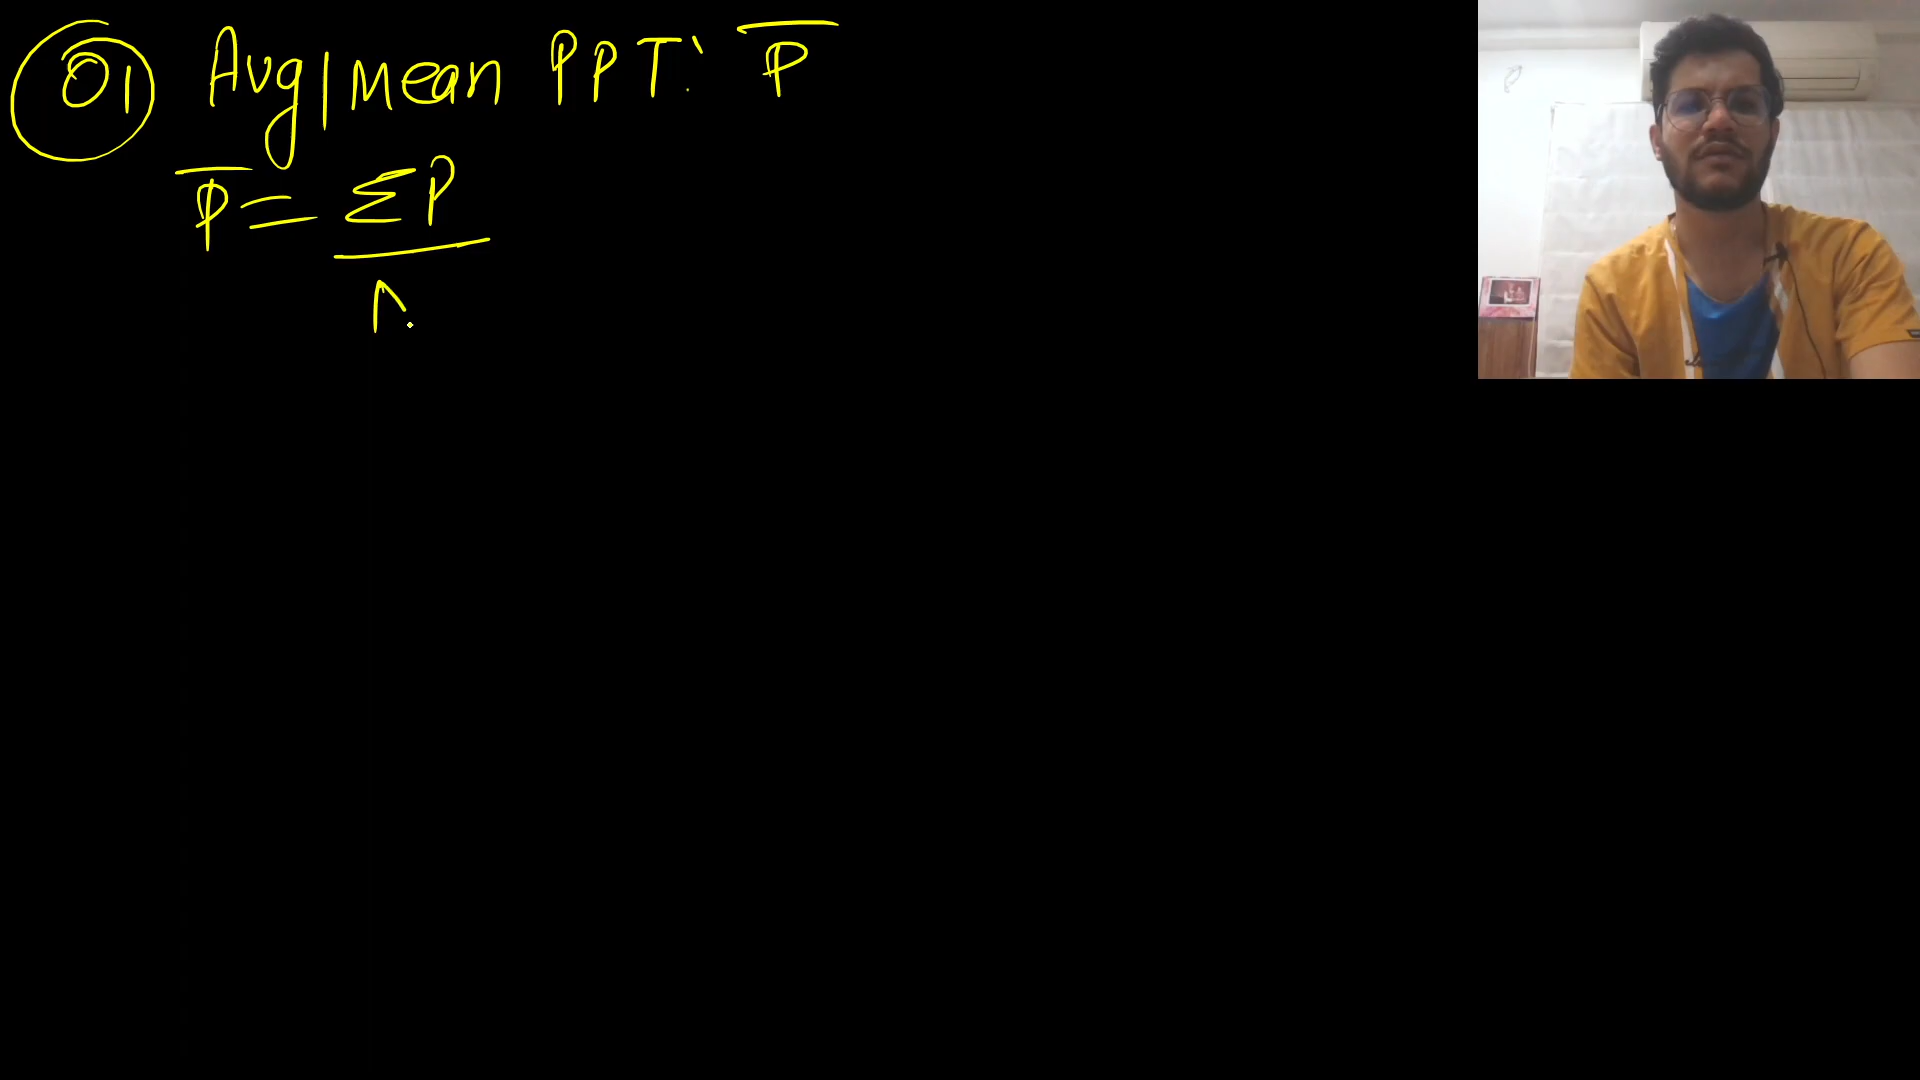 01 Avg/Mean PPT: P̅
P̅ = ΣP